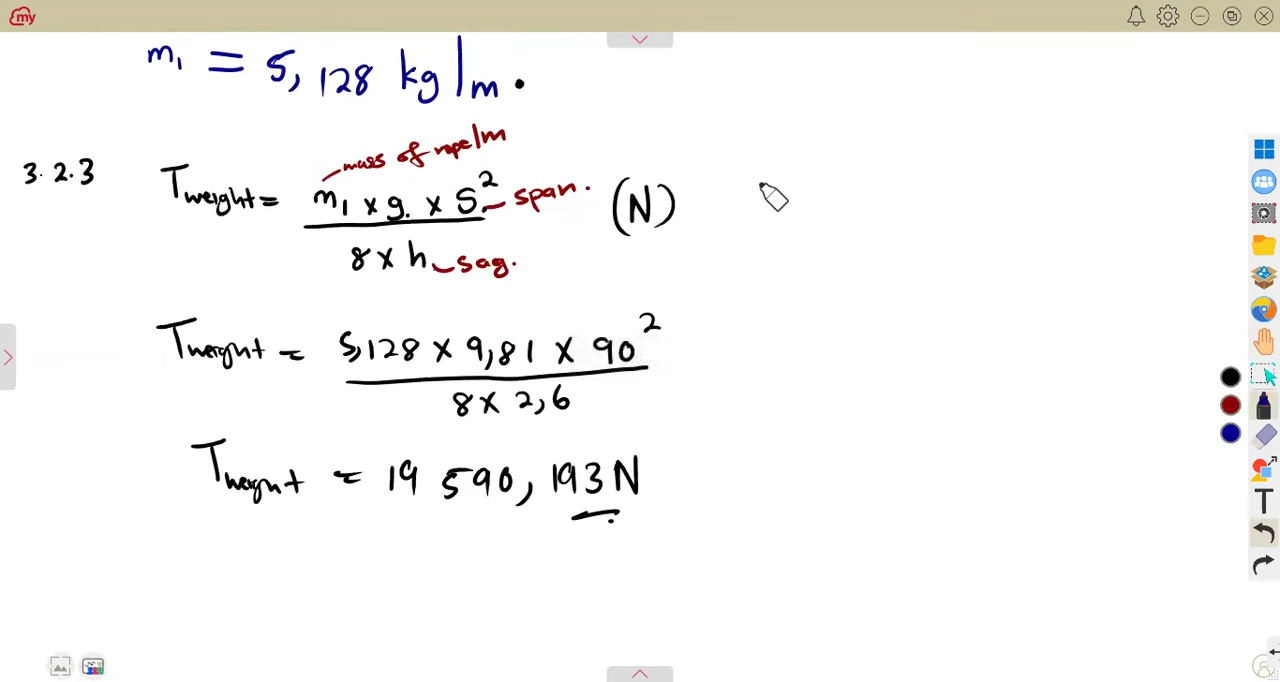 my
m₁ = 5,128 kg/m.
mass of rope/m
3.2.3 Tweight = m₁ x g. x S² span. (N)
8 x h sag.
Tweight = 5,128 x 9,81 x 90²
8 x 2,6
Tweight = 19 590, 193 N
T